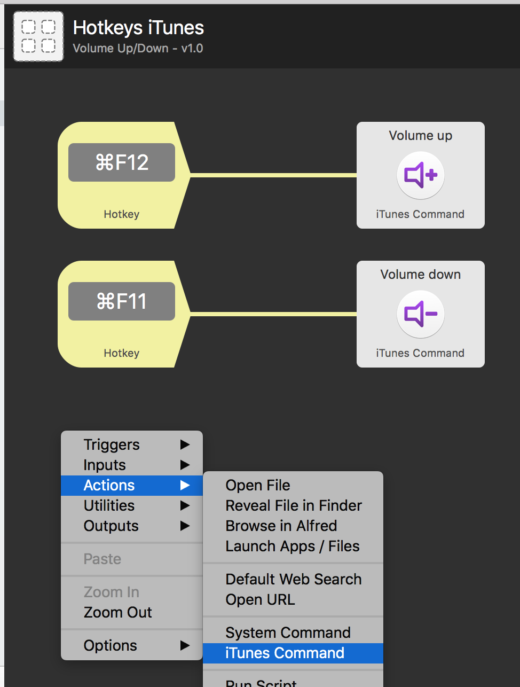 Hotkeys iTunes
Volume Up/Down - v1.0
⌘F12
Hotkey
Volume up
iTunes Command
⌘F11
Hotkey
Volume down
iTunes Command
Triggers
Inputs
Actions
Utilities
Outputs
Paste
Zoom In
Zoom Out
Options
Open File
Reveal File in Finder
Browse in Alfred
Launch Apps / Files
Default Web Search
Open URL
System Command
iTunes Command
Run Script